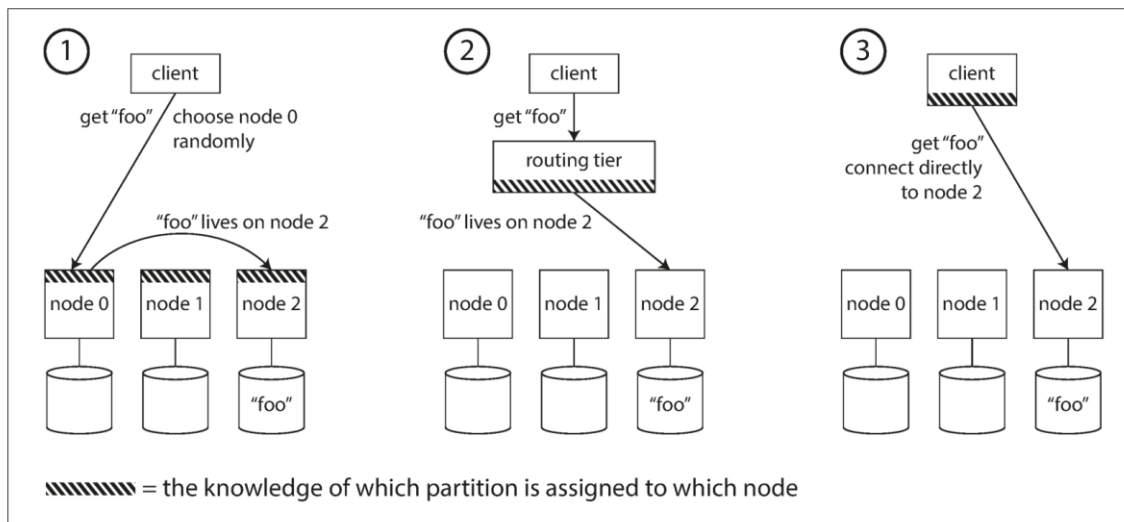 1
client
get “foo”
choose node 0
randomly
“foo” lives on node 2
node 0
node 1
node 2
“foo”
2
client
get “foo”
routing tier
“foo” lives on node 2
node 0
node 1
node 2
“foo”
3
client
get “foo”
connect directly
to node 2
node 0
node 1
node 2
“foo”
= the knowledge of which partition is assigned to which node